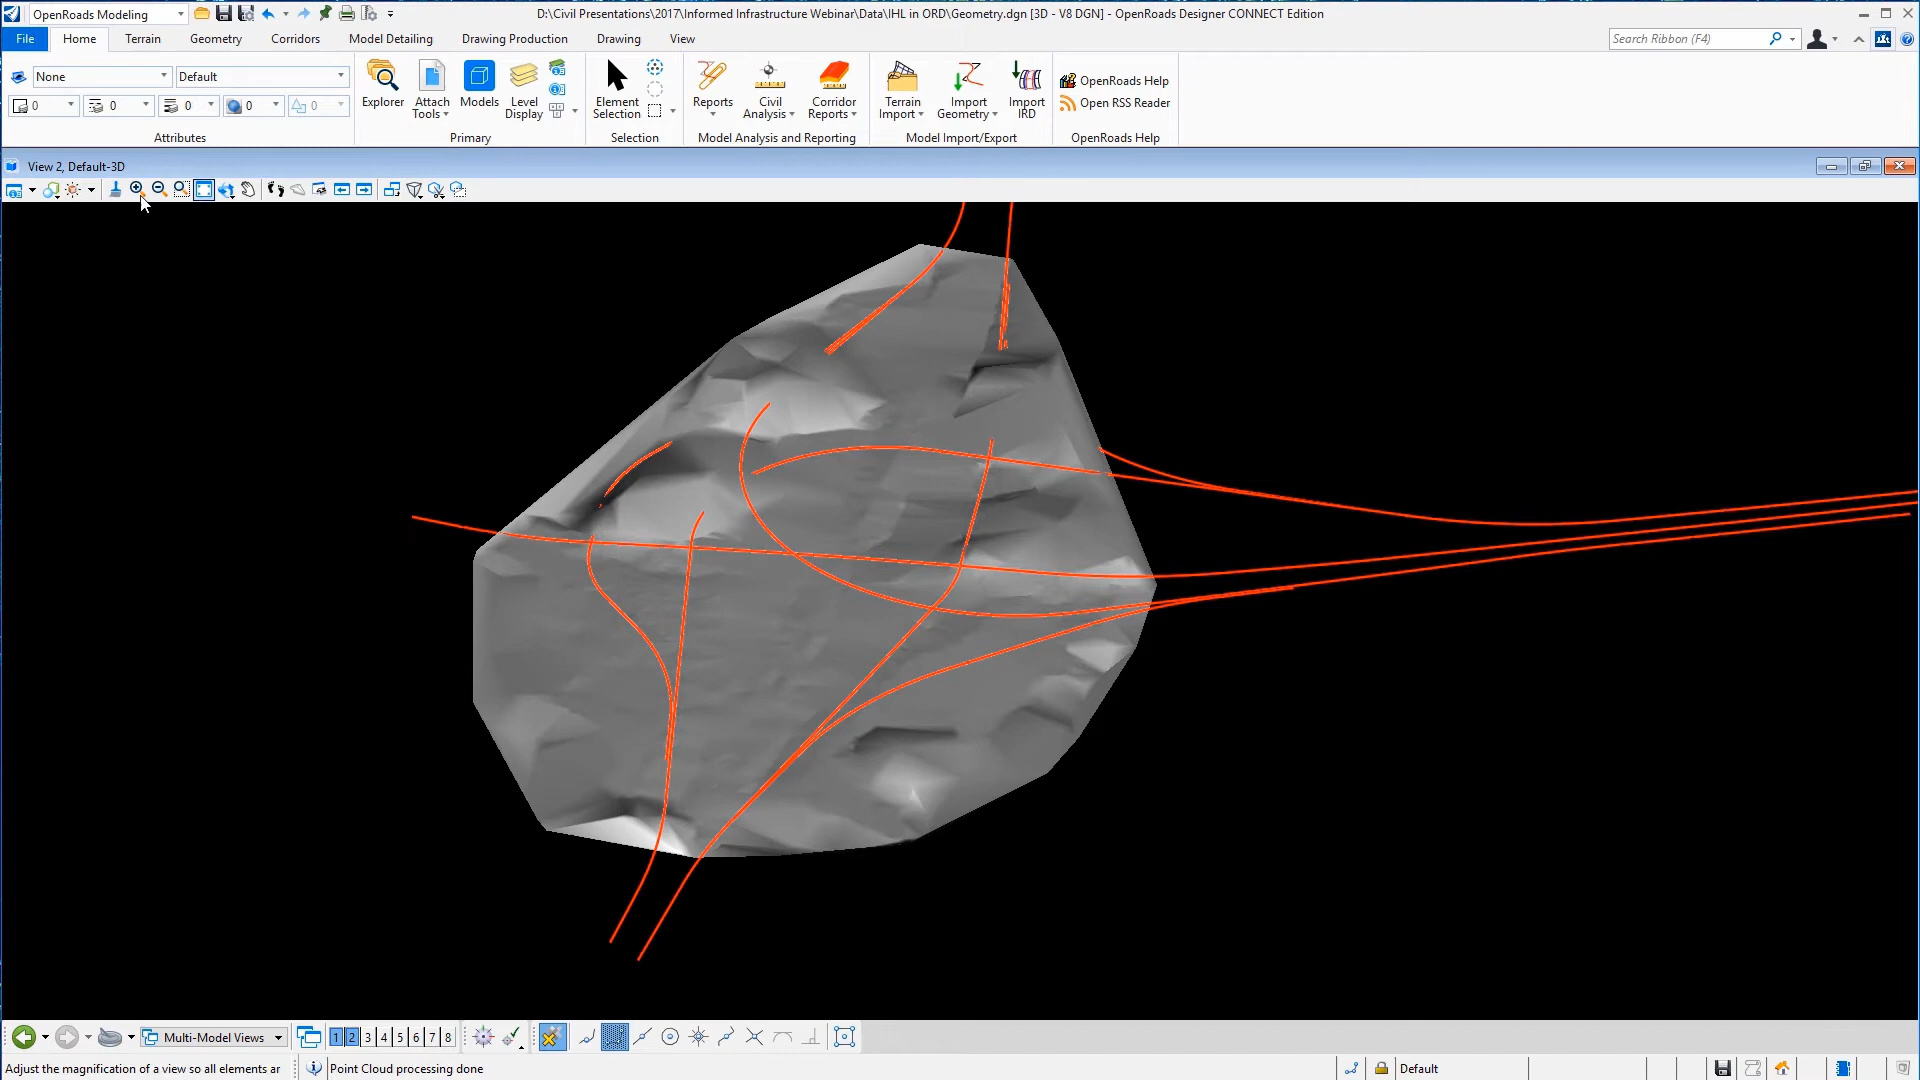 OpenRoads Modeling
D:\Civil Presentations\2017\Informed Infrastructure Webinar\Data\IHL in ORD\Geometry.dgn [3D - V8 DGN] - OpenRoads Designer CONNECT Edition
File Home Terrain Geometry Corridors Model Detailing Drawing Production Drawing View
Search Ribbon (F4)
None Default
0 0 0 0 0
Attributes
Explorer
Attach Tools
Models
Level Display
Primary
Element Selection
Selection
Reports
Civil Analysis
Corridor Reports
Model Analysis and Reporting
Terrain Import
Import Geometry
Import IRD
Model Import/Export
OpenRoads Help
Open RSS Reader
OpenRoads Help
View 2, Default-3D
Multi-Model Views
1 2 3 4 5 6 7 8
Adjust the magnification of a view so all elements ar
Point Cloud processing done
Default